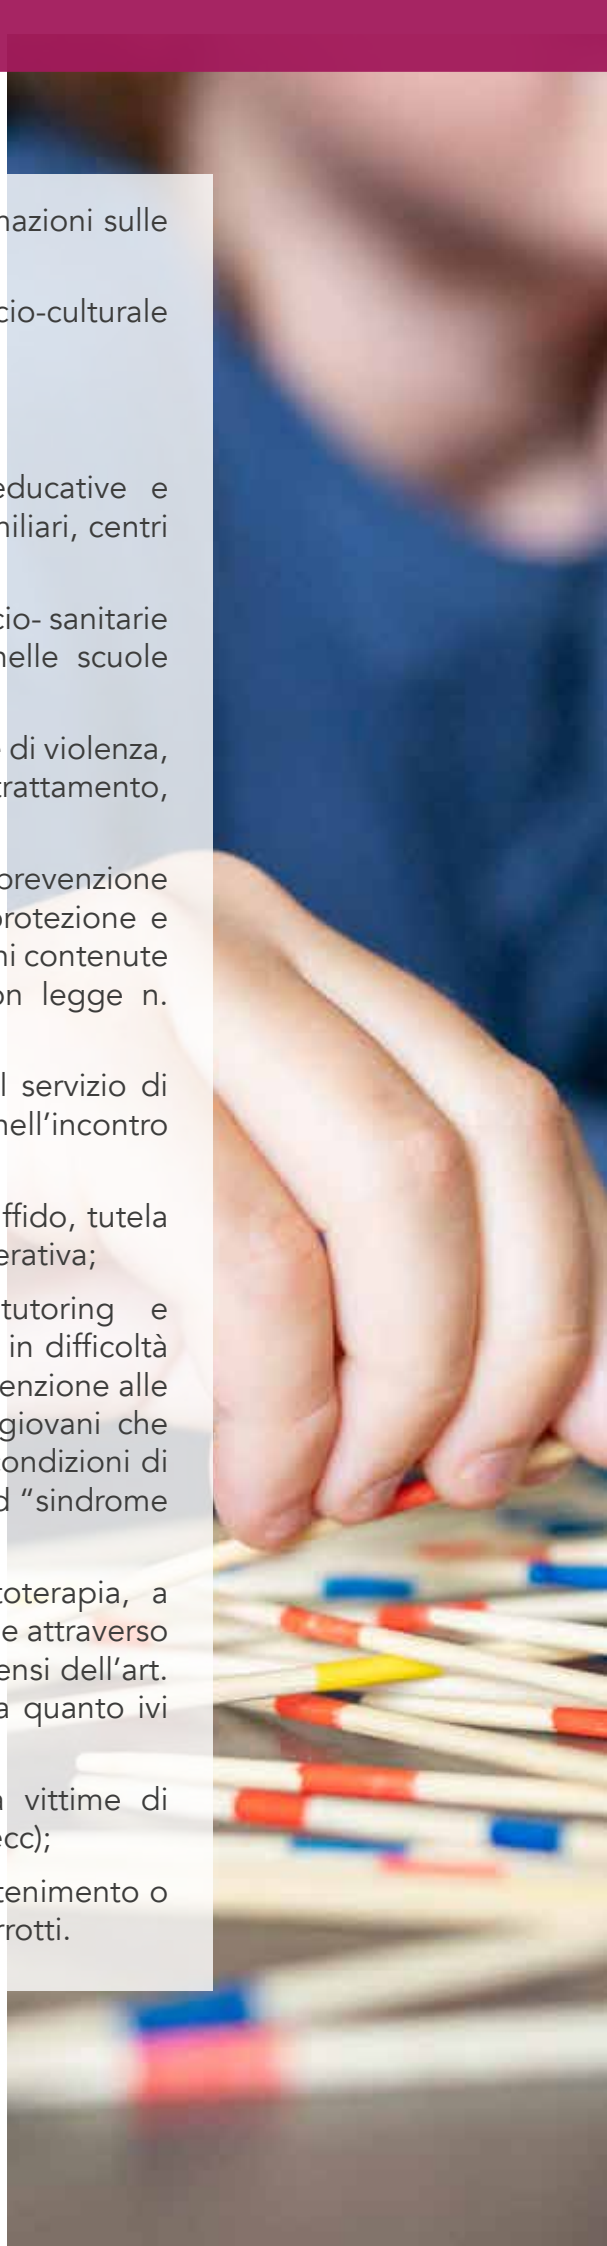 mazioni sulle
cio-culturale
educative e
miliari, centri
cio- sanitarie
nelle scuole
di violenza,
trattamento,
prevenzione
protezione e
ni contenute
on legge n.
l servizio di
nell’incontro
ffido, tutela
erativa;
tutoring e
in difficoltà
enzione alle
giovani che
ondizioni di
d “sindrome
toterapia, a
e attraverso
ensi dell’art.
a quanto ivi
vittime di
ecc);
tenimento o
rrotti.